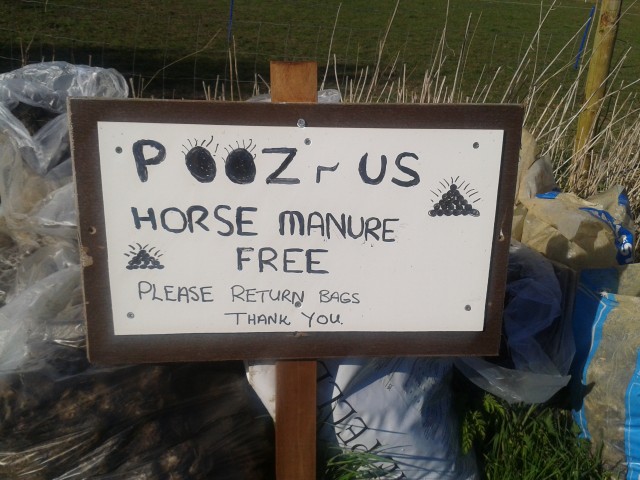 POOZ r US
HORSE MANURE
FREE
PLEASE RETURN BAGS
THANK YOU.